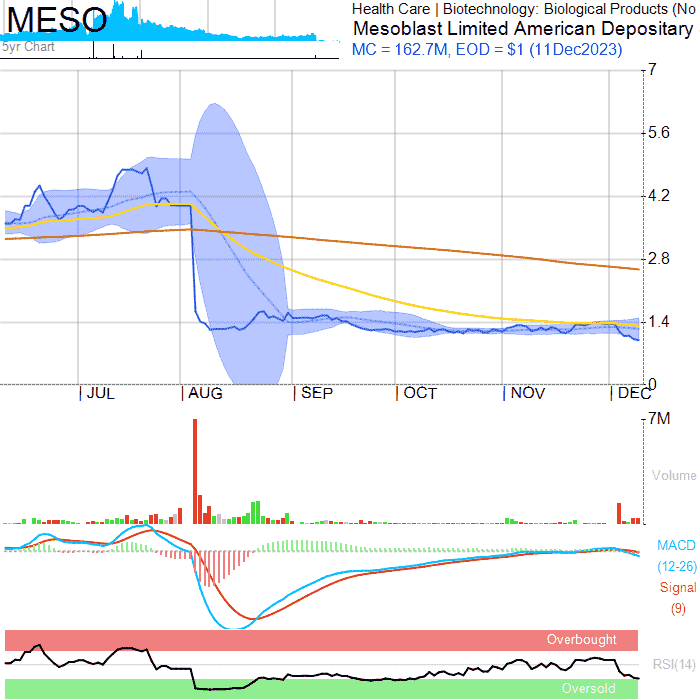 MESO
5yr Chart
Health Care | Biotechnology: Biological Products (No
Mesoblast Limited American Depositary
MC = 162.7M, EOD = $1 (11Dec2023)
7
5.6
4.2
2.8
1.4
0
| JUL | AUG | SEP | OCT | NOV | DEC
7M
Volume
MACD
(12-26)
Signal
(9)
Overbought
RSI(14)
Oversold